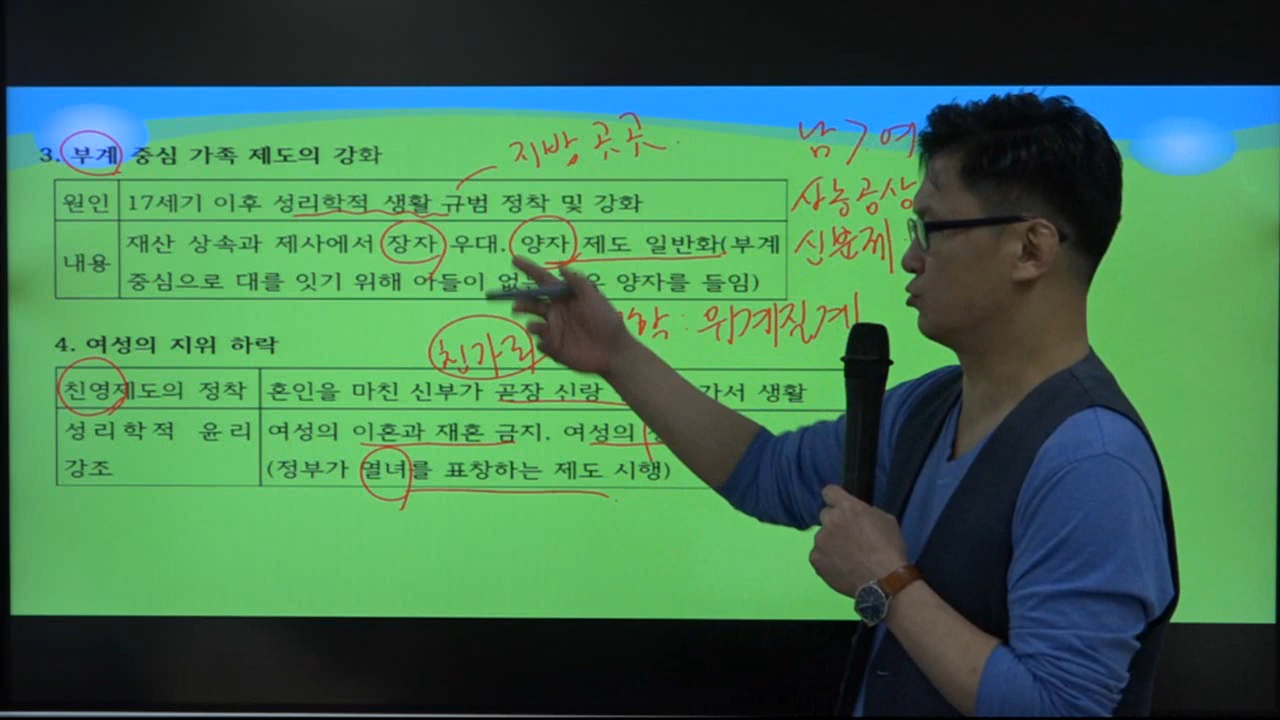 3. 부계 중심 가족 제도의 강화
지방 곳곳.
남 > 여
원인 17세기 이후 성리학적 생활 규범 정착 및 강화
사농공상
내용 재산 상속과 제사에서 장자 우대. 양자 제도 일반화(부계
신분제
중심으로 대를 잇기 위해 아들이 양자를 들임)
: 위계질서
4. 여성의 지위 하락
친영제도의 정착 혼인을 마친 신부가 곧장 신랑 가서 생활
성리학적 윤리 여성의 이혼과 재혼 금지. 여성의
강조 (정부가 열녀를 표창하는 제도 시행)